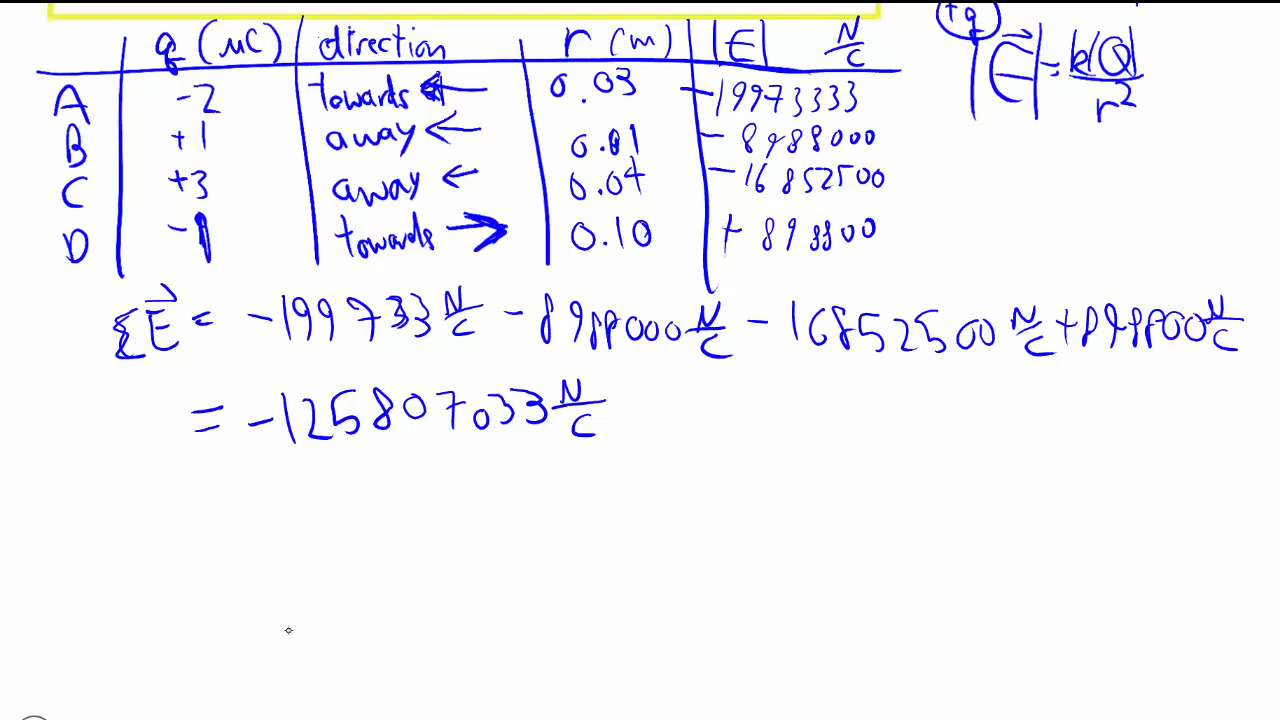 +q
q (μC) direction r (m) |E| N/C
|E⃗| = k|Q|/r²
A -2 towards ← 0.03 -19973333
B +1 away ← 0.01 - 8988000
C +3 away ← 0.04 -16852500
D -1 towards → 0.10 + 898800
ΣE⃗ = -199733 N/C - 8988000 N/C - 16852500 N/C + 898800 N/C
= -125807033 N/C